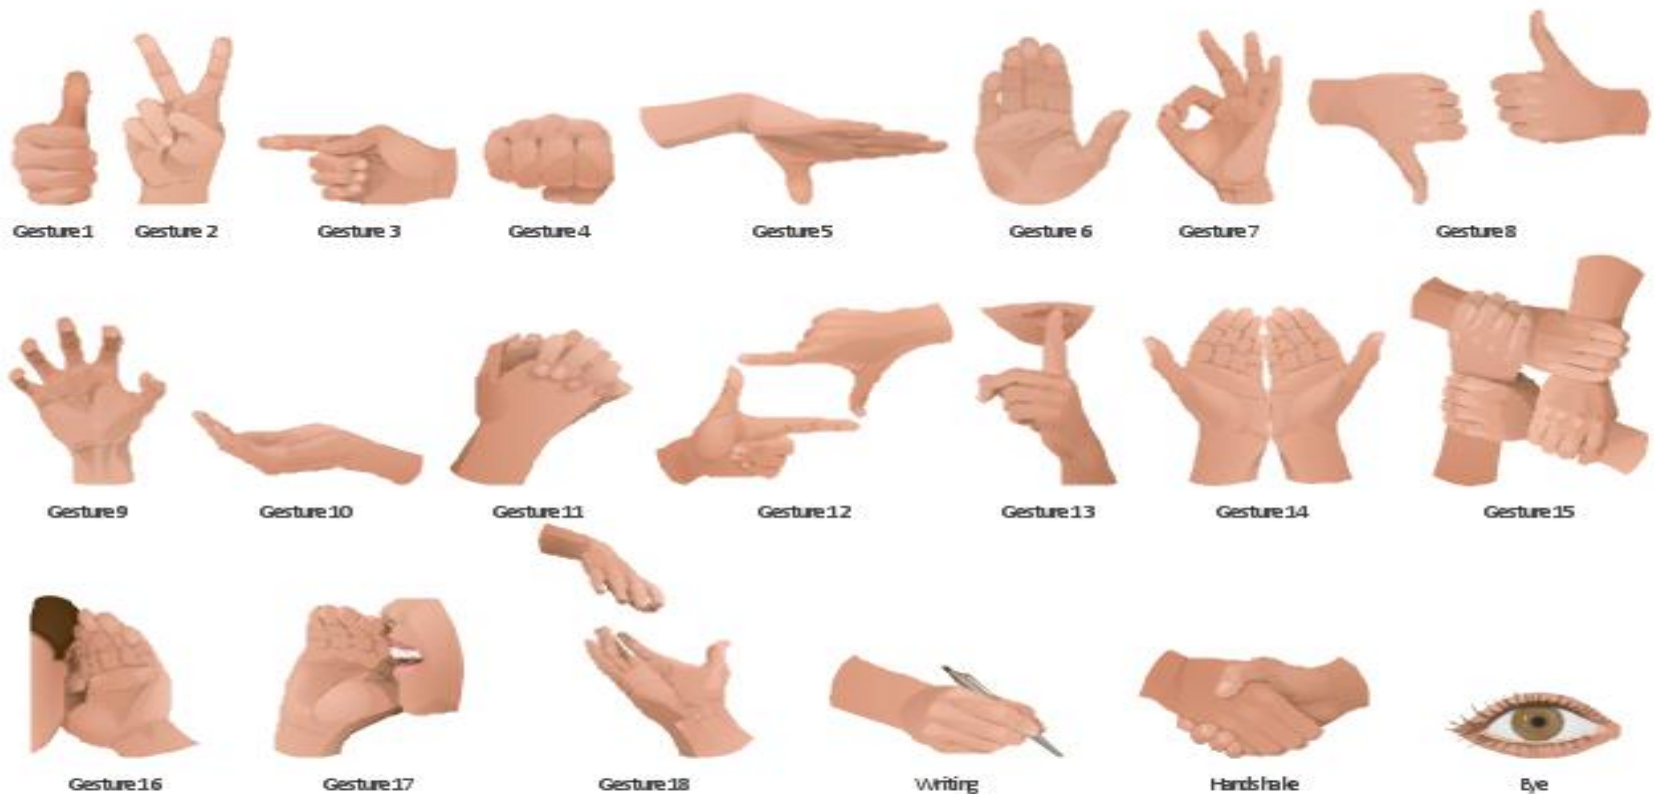 Gesture 1 Gesture 2 Gesture 3 Gesture 4 Gesture 5 Gesture 6 Gesture 7 Gesture 8
Gesture 9 Gesture 10 Gesture 11 Gesture 12 Gesture 13 Gesture 14 Gesture 15
Gesture 16 Gesture 17 Gesture 18 Writing Handshake Eye